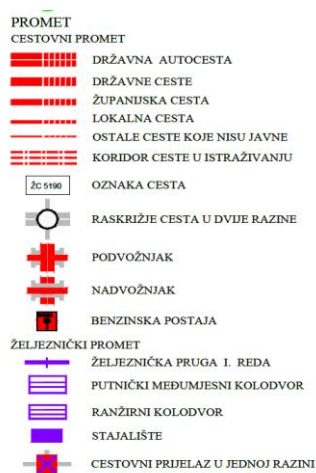 PROMET
CESTOVNI PROMET
DRŽAVNA AUTOCESTA
DRŽAVNE CESTE
ŽUPANIJSKA CESTA
LOKALNA CESTA
OSTALE CESTE KOJE NISU JAVNE
KORIDOR CESTE U ISTRAŽIVANJU
ŽC 5190 OZNAKA CESTA
RASKRIŽJE CESTA U DVIJE RAZINE
PODVOŽNJAK
NADVOŽNJAK
BENZINSKA POSTAJA
ŽELJEZNIČKI PROMET
ŽELJEZNIČKA PRUGA I. REDA
PUTNIČKI MEĐUMJESNI KOLODVOR
RANŽIRNI KOLODVOR
STAJALIŠTE
CESTOVNI PRIJELAZ U JEDNOJ RAZINI